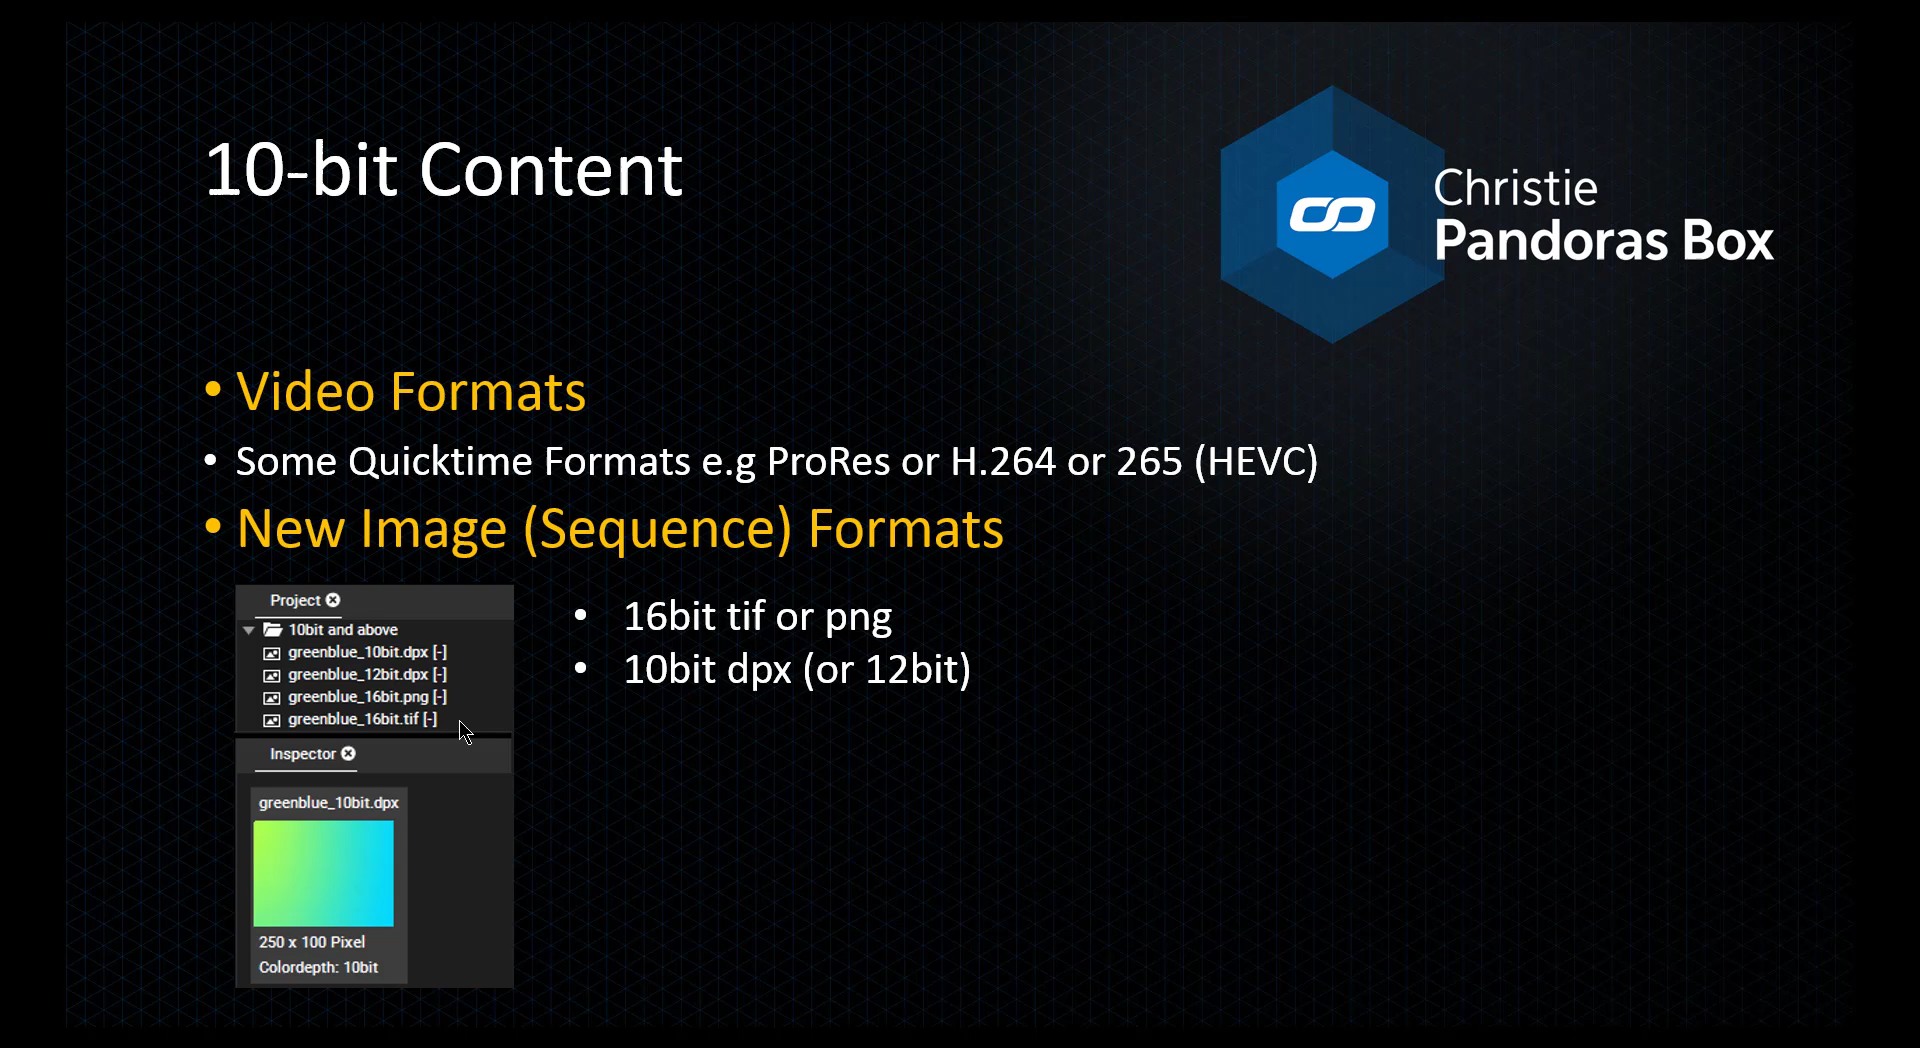 10-bit Content
Christie
Pandoras Box
• Video Formats
• Some Quicktime Formats e.g ProRes or H.264 or 265 (HEVC)
• New Image (Sequence) Formats
Project
10bit and above
greenblue_10bit.dpx [-]
greenblue_12bit.dpx [-]
greenblue_16bit.png [-]
greenblue_16bit.tif [-]
Inspector
greenblue_10bit.dpx
250 x 100 Pixel
Colordepth: 10bit
• 16bit tif or png
• 10bit dpx (or 12bit)